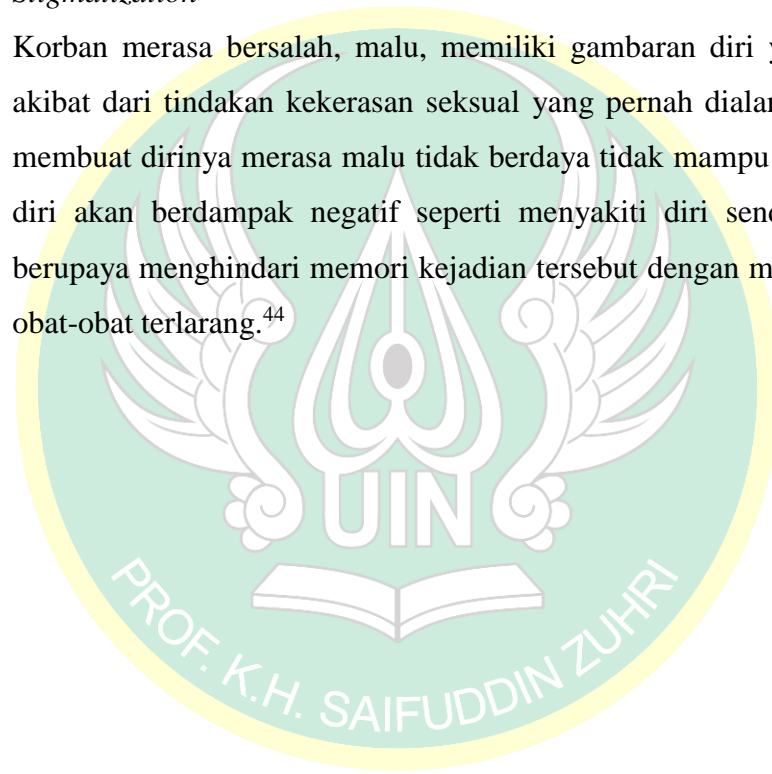 Stigmatization
Korban merasa bersalah, malu, memiliki gambaran diri
akibat dari tindakan kekerasan seksual yang pernah
membuat dirinya merasa malu tidak berdaya tidak mampu
diri akan berdampak negatif seperti menyakiti diri
berupaya menghindari memori kejadian tersebut dengan
obat-obat terlarang.⁴⁴
UIN
PROF. K.H. SAIFUDDIN ZUHRI